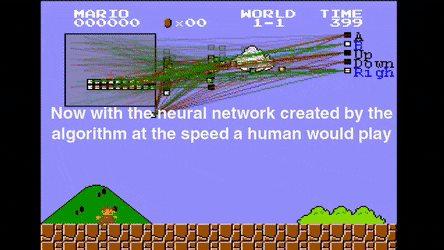 MARIO WORLD TIME
000000 ×00 1-1 399
A
B
Up
Down
Righ
Now with the neural network created by the
algorithm at the speed a human would play